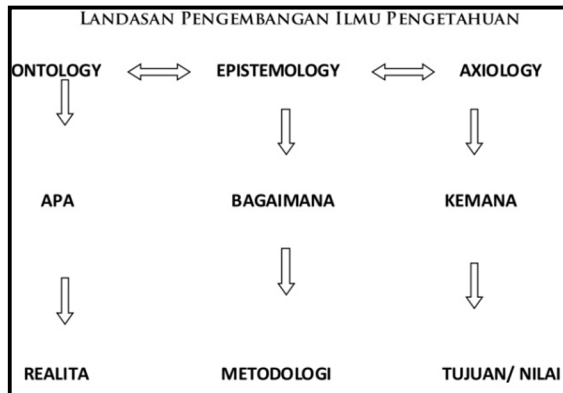 LANDASAN PENGEMBANGAN ILMU PENGETAHUAN
ONTOLOGY EPISTEMOLOGY AXIOLOGY
APA BAGAIMANA KEMANA
REALITA METODOLOGI TUJUAN/ NILAI